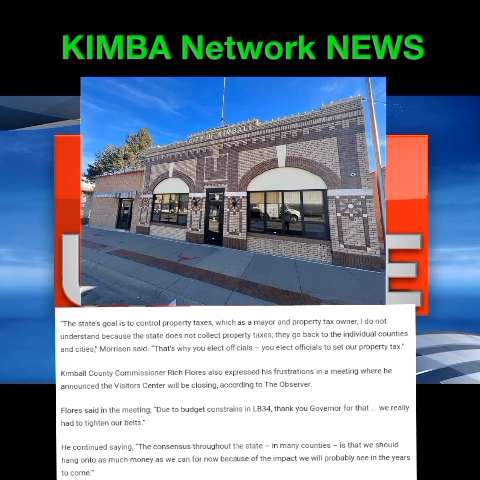 KIMBA Network NEWS
CITY OF KIMBALL
"The state's goal is to control property taxes, which as a mayor and property tax owner, I do not
understand because the state does not collect property taxes; they go back to the individual counties
and cities," Morrison said. "That's why you elect officials – you elect officials to set our property tax."
Kimball County Commissioner Rich Flores also expressed his frustrations in a meeting where he
announced the Visitors Center will be closing, according to The Observer.
Flores said in the meeting, "Due to budget constrains in LB34, thank you Governor for that ... we really
had to tighten our belts."
He continued saying, "The consensus throughout the state – in many counties – is that we should
hang onto as much money as we can for now because of the impact we will probably see in the years
to come."